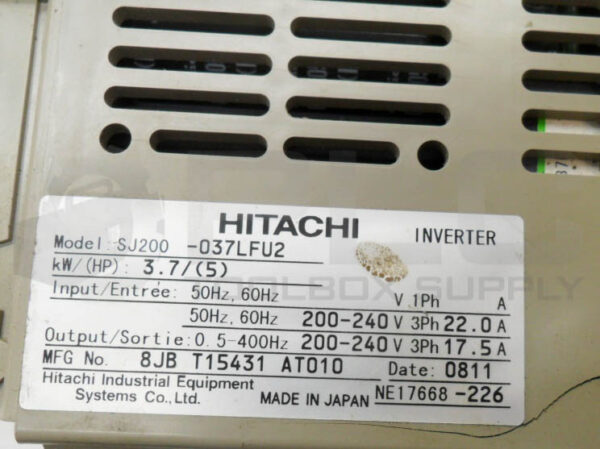 HITACHI INVERTER
Model: SJ200 -037LFU2
kW/(HP): 3.7/(5)
Input/Entrée: 50Hz, 60Hz V 1Ph A
50Hz, 60Hz 200-240 V 3Ph 22.0 A
Output/Sortie: 0.5-400Hz 200-240 V 3Ph 17.5 A
MFG No. 8JB T15431 AT010 Date: 0811
Hitachi Industrial Equipment
Systems Co., Ltd. MADE IN JAPAN NE17668 -226
TOOLBOX SUPPLY